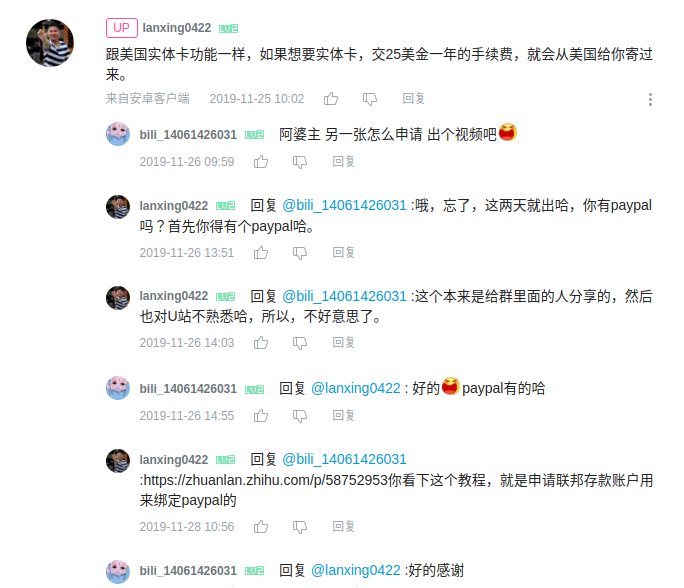 UP lanxing0422 LV2
跟美国实体卡功能一样，如果想要实体卡，交25美金一年的手续费，就会从美国给你寄过
来。
来自安卓客户端 2019-11-25 10:02 回复
bili_14061426031 LV2 阿婆主 另一张怎么申请 出个视频吧
2019-11-26 09:59 回复
lanxing0422 LV2 回复 @bili_14061426031 :哦，忘了，这两天就出哈，你有paypal
吗？首先你得有个paypal哈。
2019-11-26 13:51 回复
lanxing0422 LV2 回复 @bili_14061426031 :这个本来是给群里面的人分享的，然后
也对U站不熟悉哈，所以，不好意思了。
2019-11-26 14:03 回复
bili_14061426031 LV2 回复 @lanxing0422 : 好的 paypal有的哈
2019-11-26 14:55 回复
lanxing0422 LV2 回复 @bili_14061426031
:https://zhuanlan.zhihu.com/p/58752953你看下这个教程，就是申请联邦存款账户用
来绑定paypal的
2019-11-28 10:56 回复
bili_14061426031 LV2 回复 @lanxing0422 :好的感谢